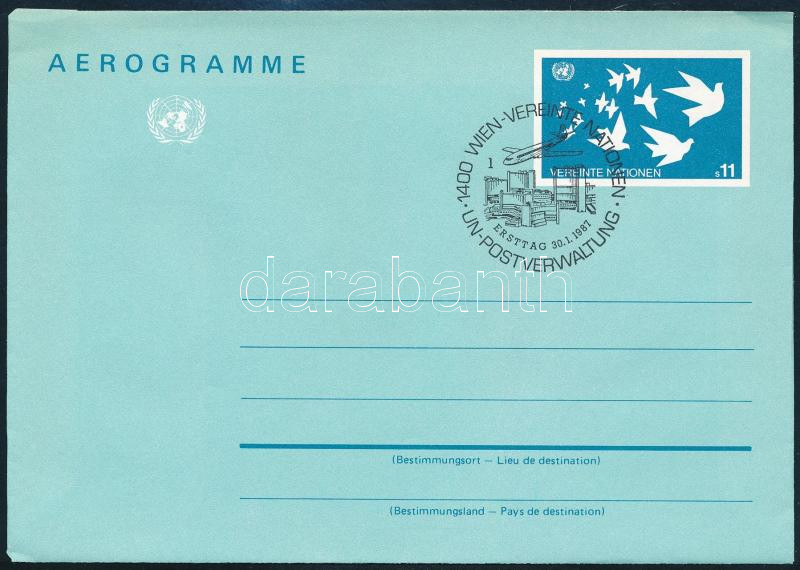 AEROGRAMME
VEREINTE NATIONEN
s11
·1400 WIEN-VEREINTE NATIONEN·
1
ERSTTAG 30.1.1987
UN-POSTVERWALTUNG
darabanth
(Bestimmungsort – Lieu de destination)
(Bestimmungsland – Pays de destination)